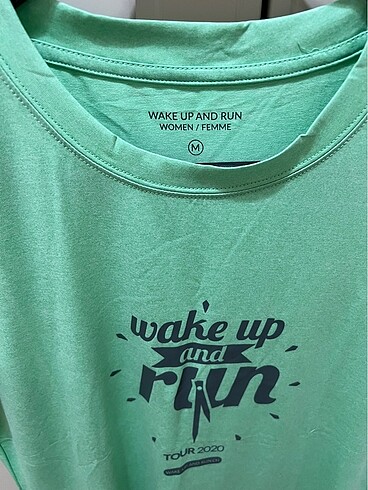 WAKE UP AND RUN
WOMEN / FEMME
M
wake up
and
run
TOUR 2020